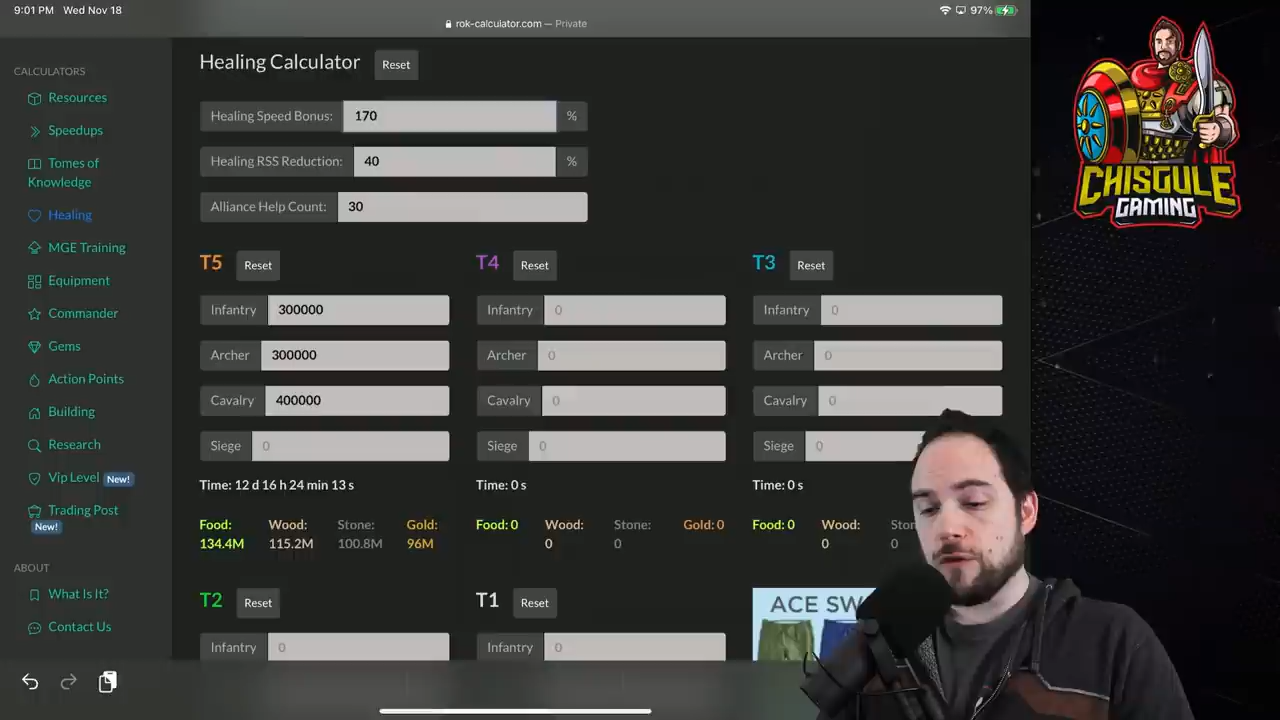 9:01 PM Wed Nov 18
rok-calculator.com — Private
97%
CALCULATORS
Resources
Speedups
Tomes of
Knowledge
Healing
MGE Training
Equipment
Commander
Gems
Action Points
Building
Research
Vip Level New!
Trading Post
New!
ABOUT
What Is It?
Contact Us
Healing Calculator Reset
Healing Speed Bonus: 170 %
Healing RSS Reduction: 40 %
Alliance Help Count: 30
T5 Reset
Infantry 300000
Archer 300000
Cavalry 400000
Siege 0
Time: 12 d 16 h 24 min 13 s
Food: Wood: Stone: Gold:
134.4M 115.2M 100.8M 96M
T4 Reset
Infantry 0
Archer 0
Cavalry 0
Siege 0
Time: 0 s
Food: 0 Wood: Stone: Gold: 0
0 0
T3 Reset
Infantry 0
Archer 0
Cavalry 0
Siege 0
Time: 0 s
Food: 0 Wood: Ston
0 0
T2 Reset
Infantry 0
T1 Reset
Infantry 0
ACE SW
CHISGULE
GAMING